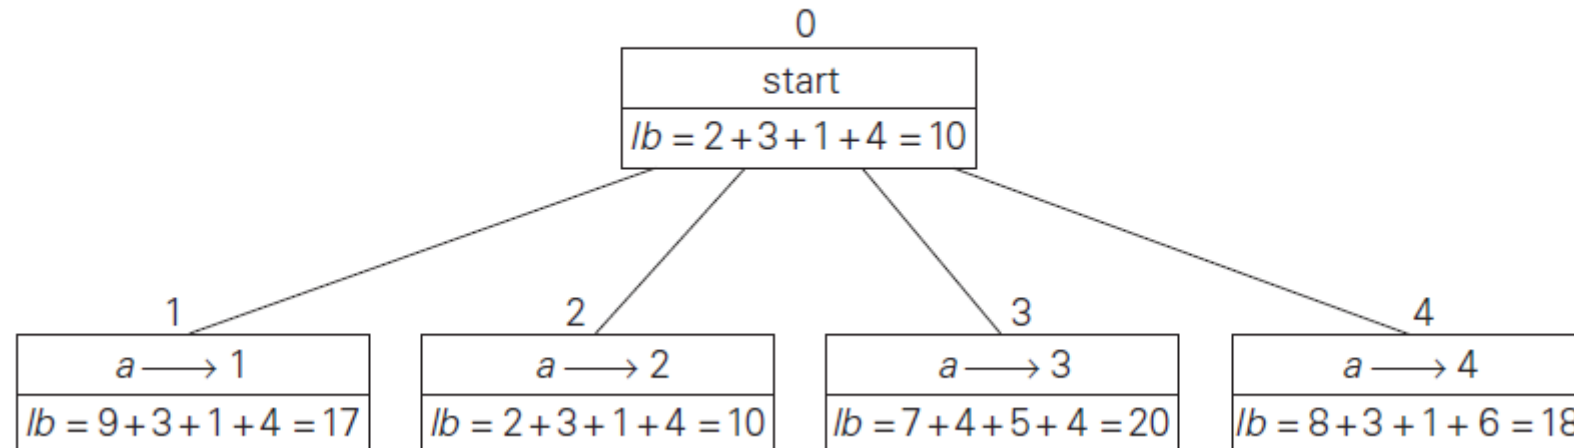 0
start
lb = 2+3+1+4 = 10
1
2
3
4
a ⟶ 1
a ⟶ 2
a ⟶ 3
a ⟶ 4
lb = 9+3+1+4 = 17
lb = 2+3+1+4 = 10
lb = 7+4+5+4 = 20
lb = 8+3+1+6 = 18